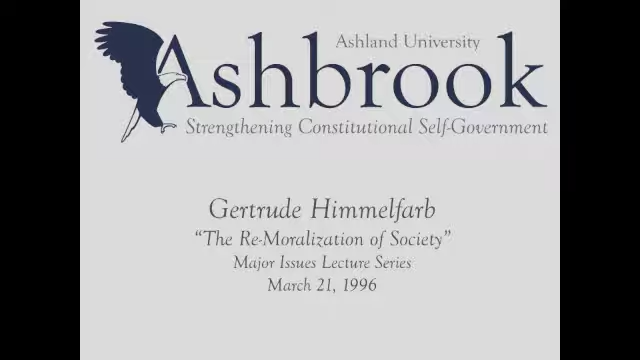 Ashland University
Ashbrook
Strengthening Constitutional Self-Government
Gertrude Himmelfarb
“The Re-Moralization of Society”
Major Issues Lecture Series
March 21, 1996